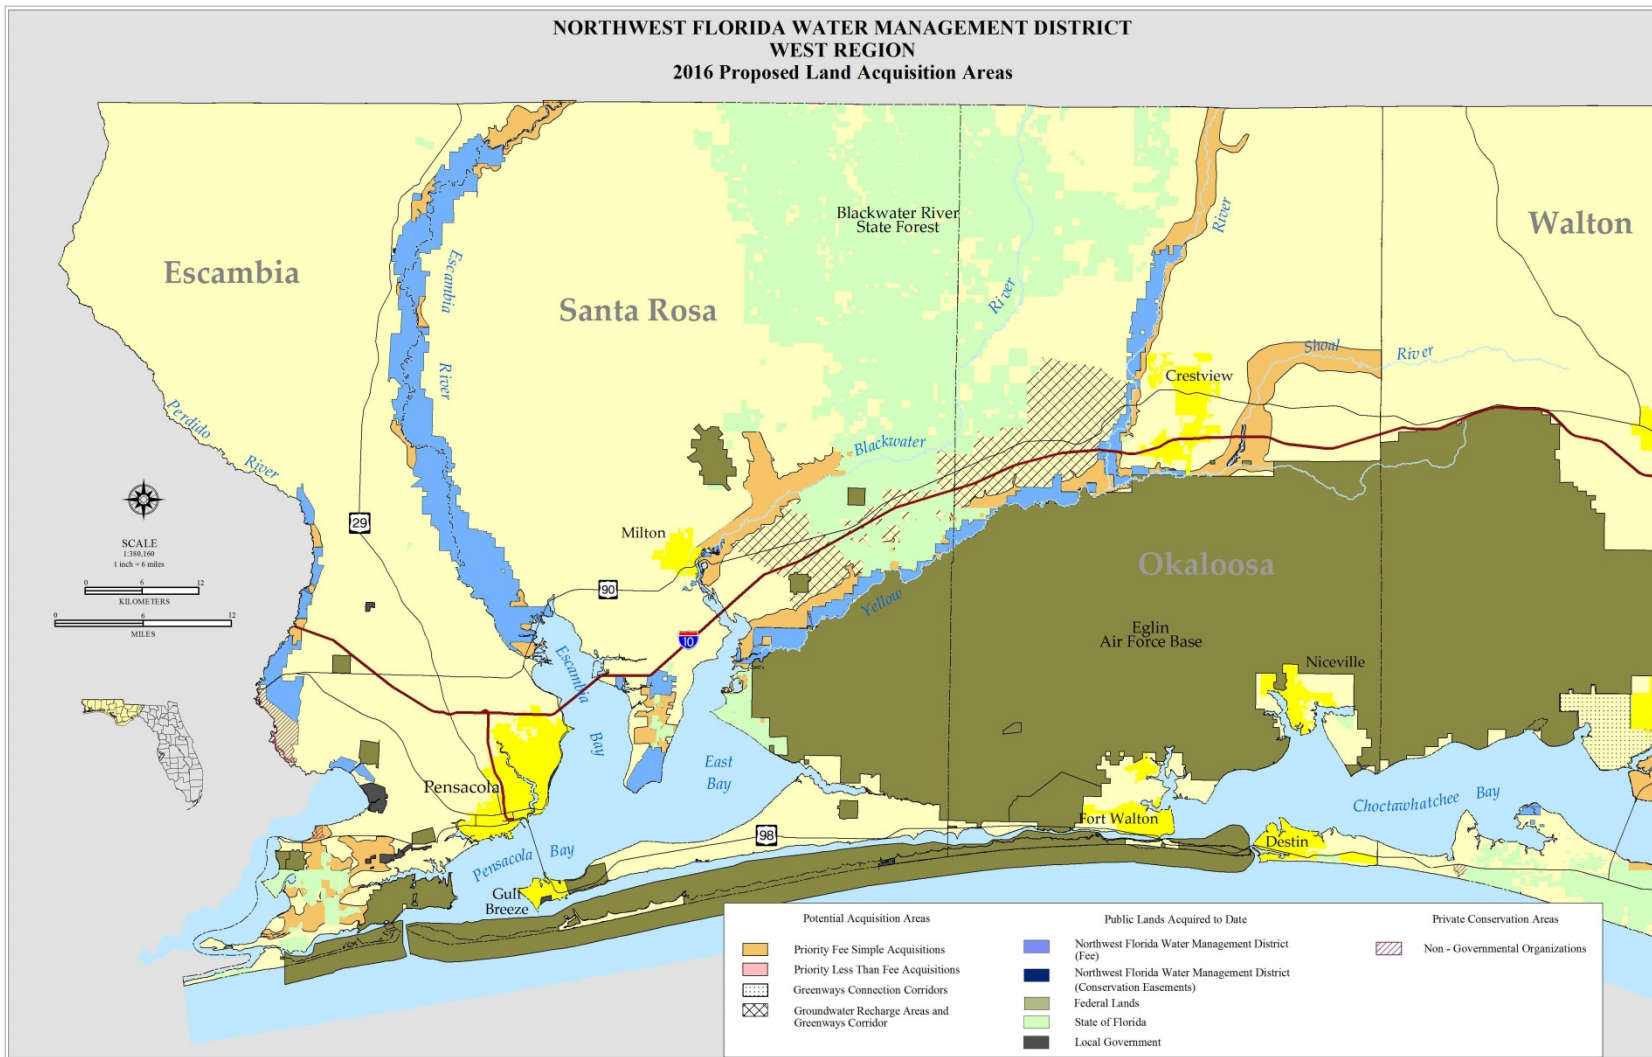 NORTHWEST FLORIDA WATER MANAGEMENT DISTRICT
WEST REGION
2016 Proposed Land Acquisition Areas
Blackwater River
State Forest
River
Walton
Escambia
Escambia
River
Santa Rosa
River
Shoal
River
Crestview
Perdido
River
Blackwater
SCALE
1:380,160
1 inch = 6 miles
0 6 12
KILOMETERS
0 6 12
MILES
29
Milton
90
Yellow
Okaloosa
Eglin
Air Force Base
10
Niceville
Escambia
Bay
East
Bay
Pensacola
Choctawhatchee Bay
Fort Walton
98
Destin
Pensacola Bay
Gulf
Breeze
Potential Acquisition Areas
Priority Fee Simple Acquisitions
Priority Less Than Fee Acquisitions
Greenways Connection Corridors
Groundwater Recharge Areas and
Greenways Corridor
Public Lands Acquired to Date
Northwest Florida Water Management District
(Fee)
Northwest Florida Water Management District
(Conservation Easements)
Federal Lands
State of Florida
Local Government
Private Conservation Areas
Non - Governmental Organizations